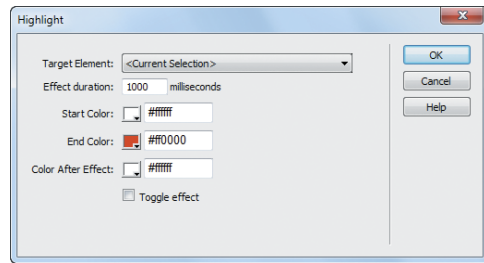 Highlight
Target Element: <Current Selection>
Effect duration: 1000 milliseconds
Start Color: #ffffff
End Color: #ff0000
Color After Effect: #ffffff
Toggle effect
OK
Cancel
Help